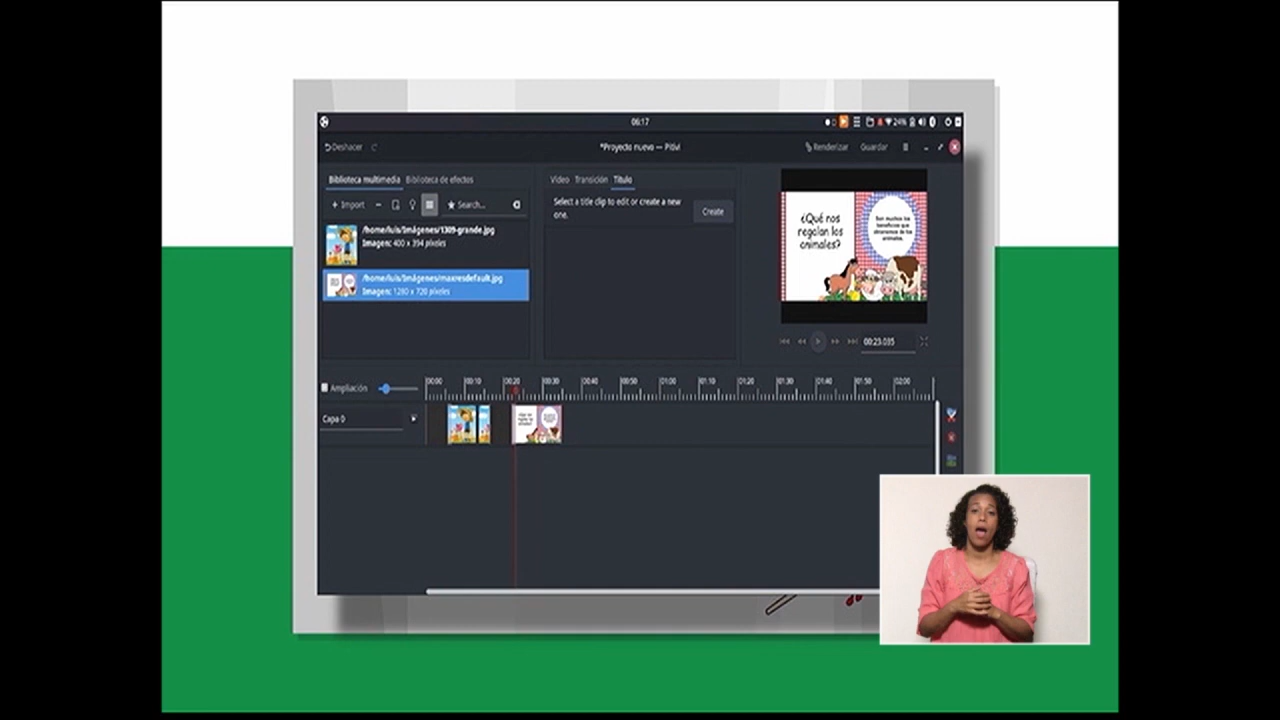 06:17
24%
Deshacer
*Proyecto nuevo — Pitivi
Renderizar
Guardar
Biblioteca multimedia
Biblioteca de efectos
Video
Transición
Título
+ Import
Search...
Select a title clip to edit or create a new
one.
Create
/home/luis/Imágenes/1309-grande.jpg
Imagen: 400 x 394 píxeles
/home/luis/Imágenes/maxresdefault.jpg
Imagen: 1280 x 720 píxeles
¿Qué nos
regalan los
animales?
Son muchos los
beneficios que
obtenemos de los
animales.
00:23.035
Ampliación
00:00
00:10
00:20
00:30
00:40
00:50
01:00
01:10
01:20
01:30
01:40
01:50
02:00
Capa 0